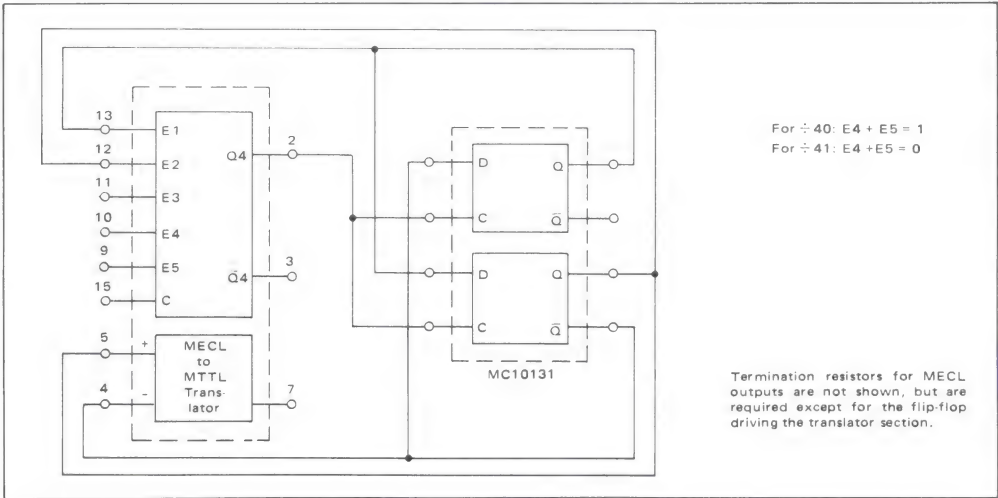 13
E1
12
E2
Q4
2
11
E3
10
E4
9
E5
Q̄4
3
15
C
5
+
MECL
to
MTTL
Trans-
lator
4
-
7
D
Q
C
Q̄
D
Q
C
Q̄
MC10131
For ÷ 40: E4 + E5 = 1
For ÷ 41: E4 +E5 = 0
Termination resistors for MECL
outputs are not shown, but are
required except for the flip-flop
driving the translator section.